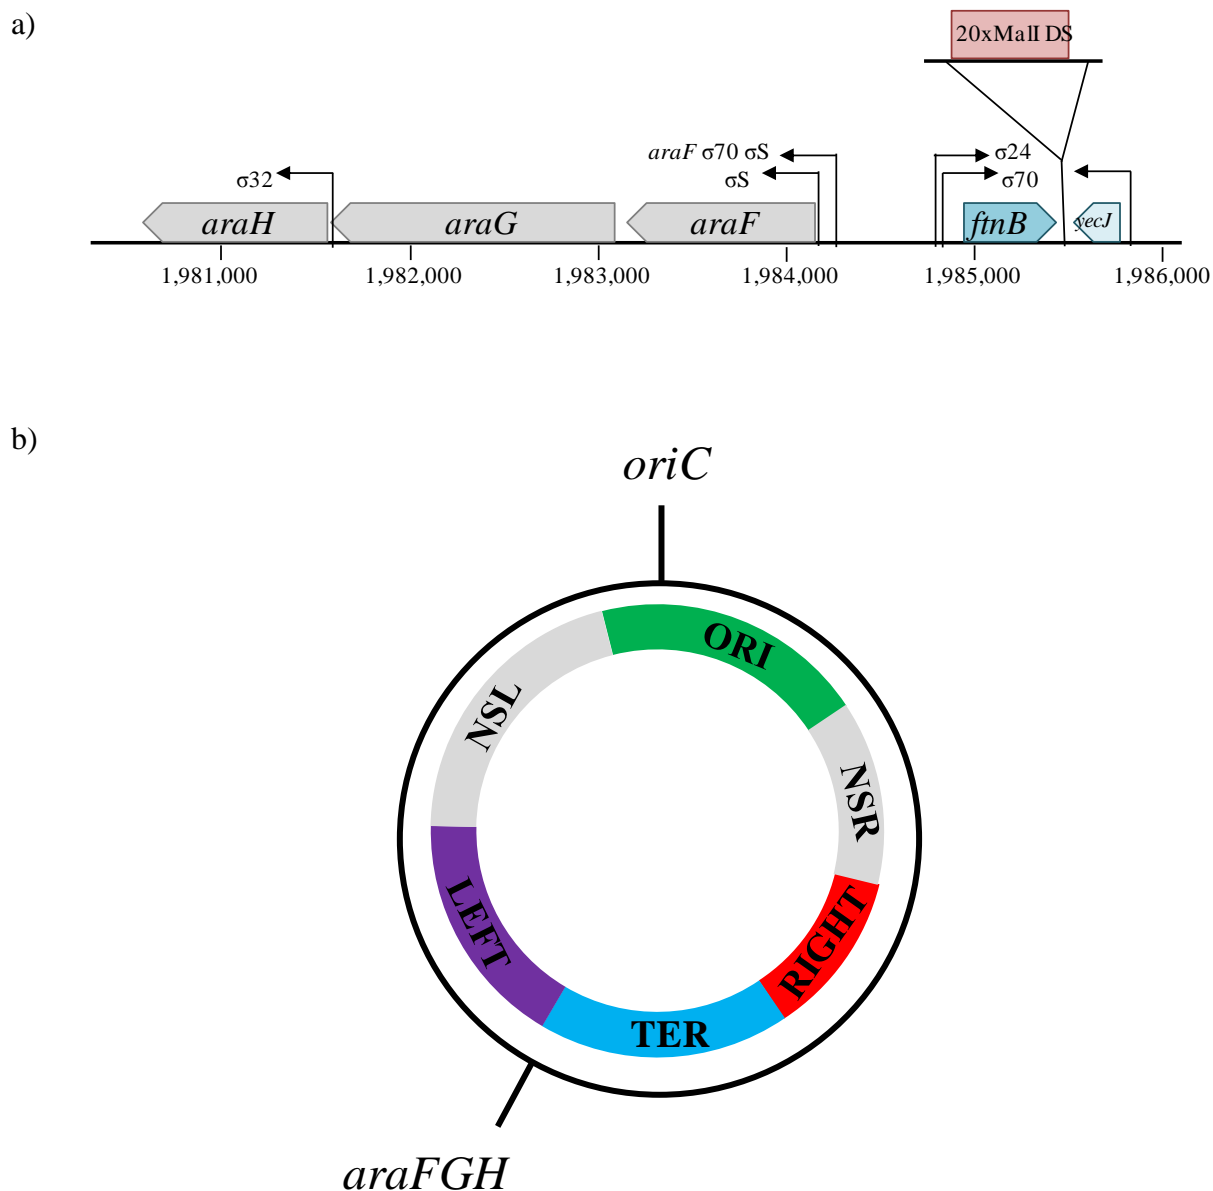 a)
20xMalI DS
araF σ70 σS
σS
σ32
σ24
σ70
araH
araG
araF
ftnB
yecJ
1,981,000
1,982,000
1,983,000
1,984,000
1,985,000
1,986,000
b)
oriC
ORI
NSL
NSR
LEFT
RIGHT
TER
araFGH